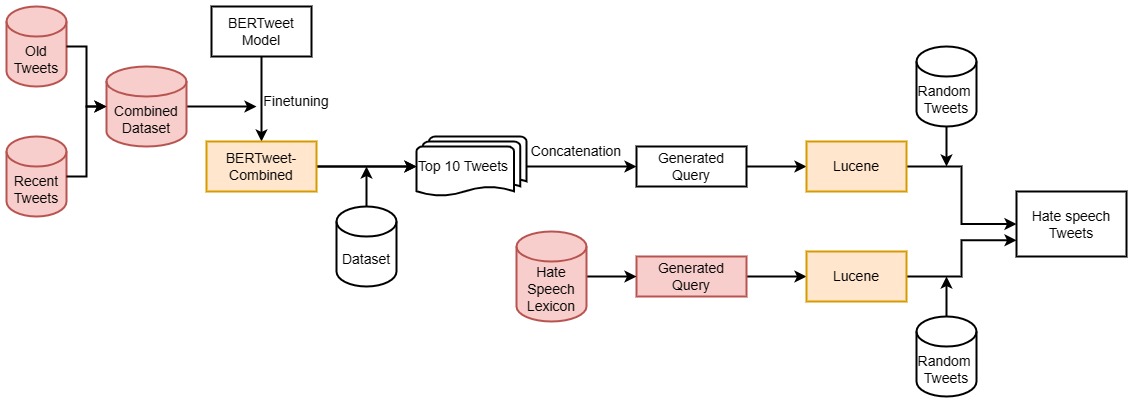 Old
Tweets
Recent
Tweets
Combined
Dataset
BERTweet
Model
Finetuning
BERTweet-
Combined
Dataset
Top 10 Tweets
Concatenation
Generated
Query
Lucene
Random
Tweets
Hate
Speech
Lexicon
Generated
Query
Lucene
Random
Tweets
Hate speech
Tweets